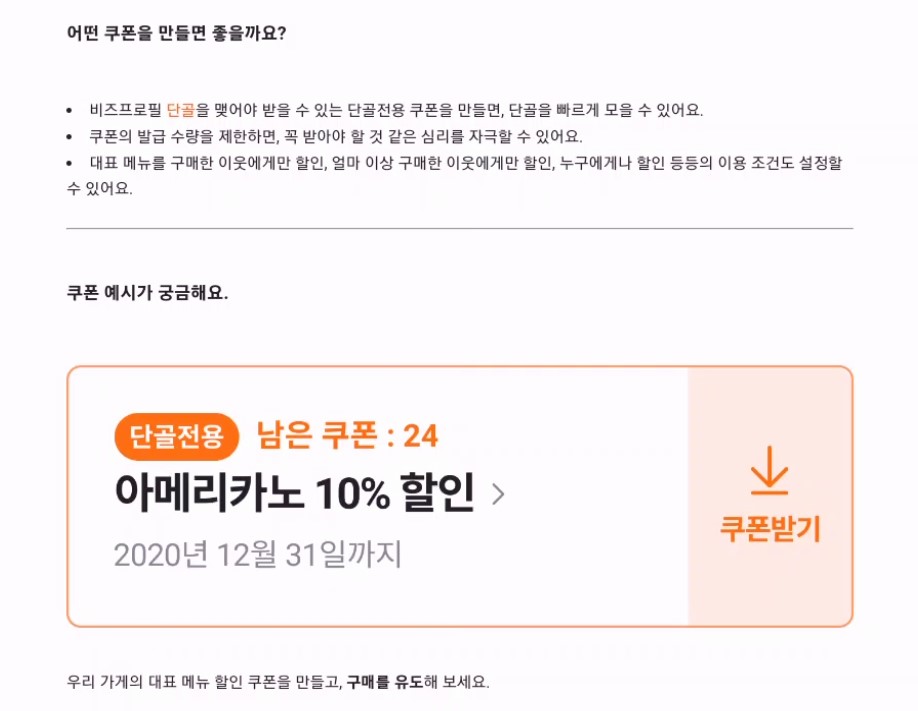 어떤 쿠폰을 만들면 좋을까요?
• 비즈프로필 단골을 맺어야 받을 수 있는 단골전용 쿠폰을 만들면, 단골을 빠르게 모을 수 있어요.
• 쿠폰의 발급 수량을 제한하면, 꼭 받아야 할 것 같은 심리를 자극할 수 있어요.
• 대표 메뉴를 구매한 이웃에게만 할인, 얼마 이상 구매한 이웃에게만 할인, 누구에게나 할인 등등의 이용 조건도 설정할
수 있어요.
쿠폰 예시가 궁금해요.
단골전용 남은 쿠폰 : 24
아메리카노 10% 할인 >
2020년 12월 31일까지
쿠폰받기
우리 가게의 대표 메뉴 할인 쿠폰을 만들고, 구매를 유도해 보세요.